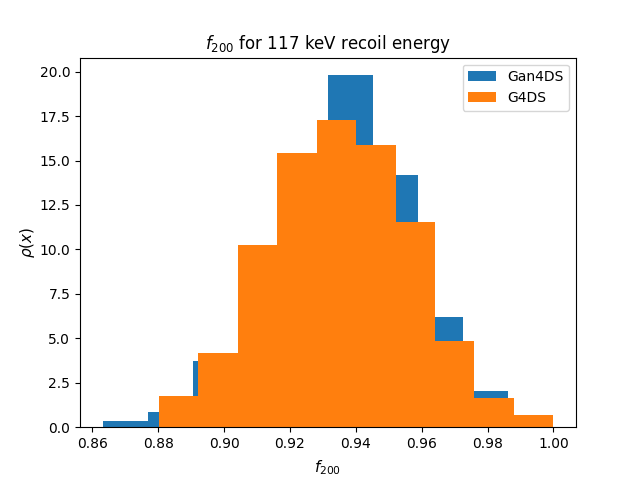 f₂₀₀ for 117 keV recoil energy
Gan4DS
G4DS
20.0
17.5
15.0
12.5
10.0
7.5
5.0
2.5
0.0
ρ(x)
0.86 0.88 0.90 0.92 0.94 0.96 0.98 1.00
f₂₀₀